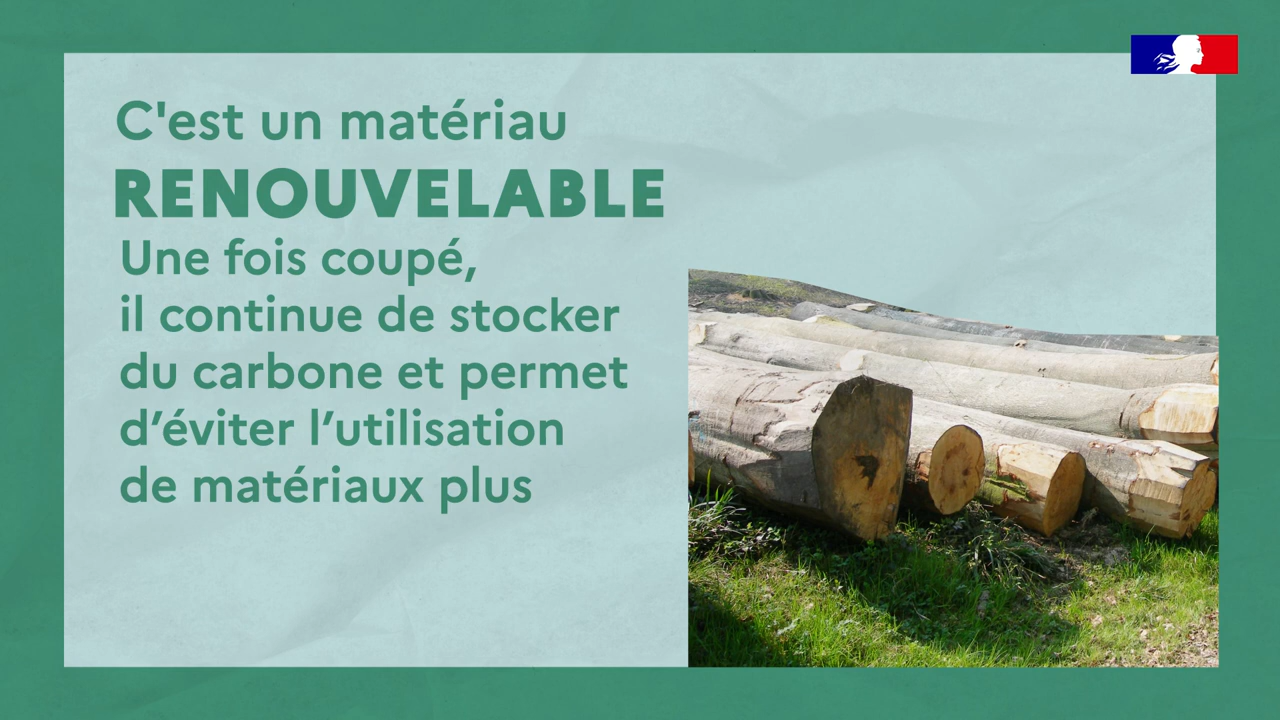 C'est un matériau
RENOUVELABLE
Une fois coupé,
il continue de stocker
du carbone et permet
d’éviter l’utilisation
de matériaux plus